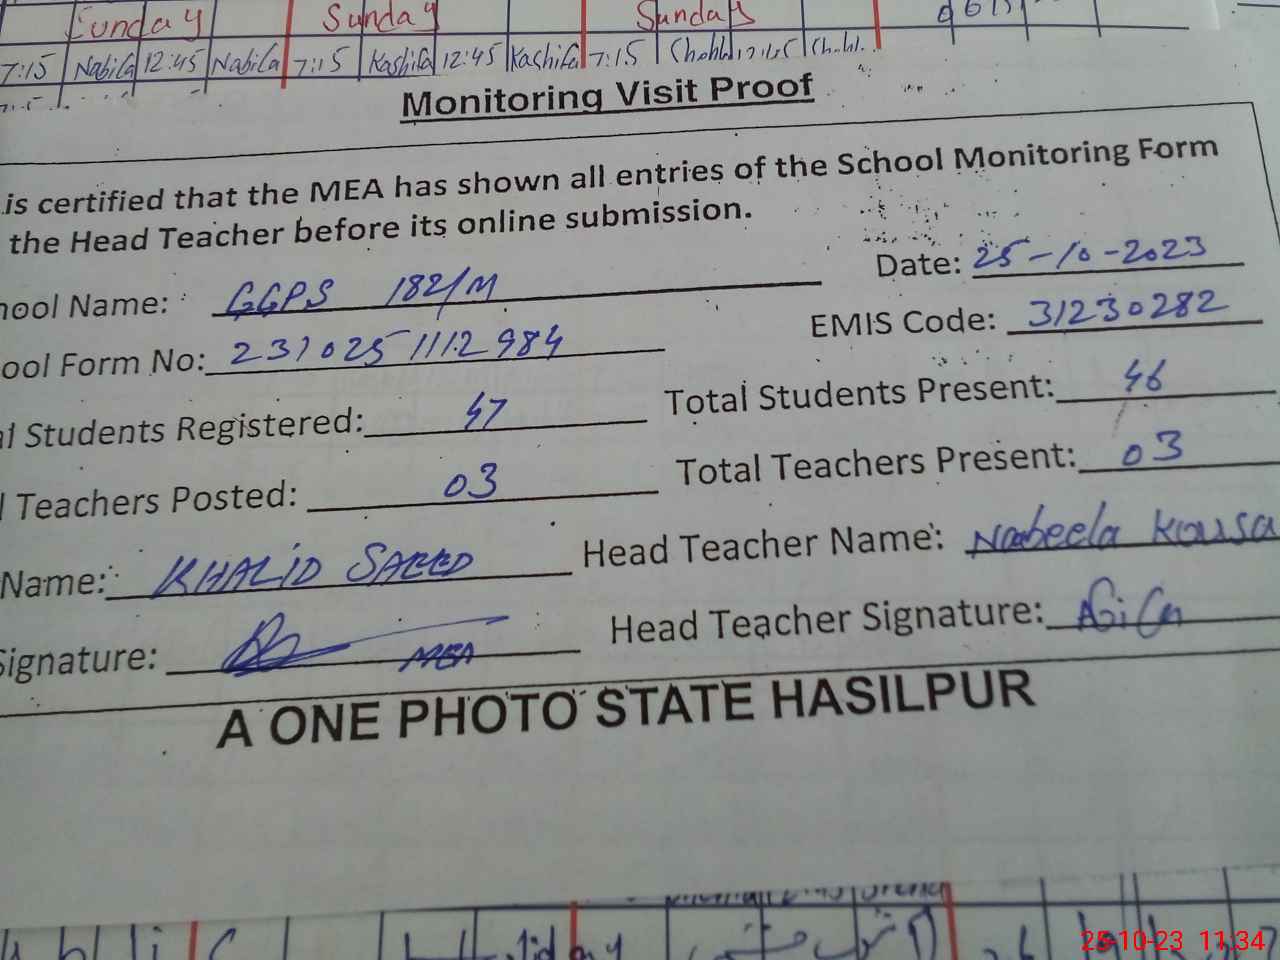 Sunday Sunday Sunday
7:15 Nabila 12:45 Nabila 7:15 Kashifa 12:45 Kashifa 7:15
Monitoring Visit Proof
is certified that the MEA has shown all entries of the School Monitoring Form
the Head Teacher before its online submission.
Date: 25-10-2023
hool Name: GGPS 182/M
EMIS Code: 31230282
ool Form No: 2310251112984
al Students Registered: 47 Total Students Present: 46
l Teachers Posted: 03 Total Teachers Present: 03
Name: KHALID SAEED Head Teacher Name: Nabeela Kousa
Signature: MEA Head Teacher Signature:
A ONE PHOTO STATE HASILPUR
25-10-23 11:34